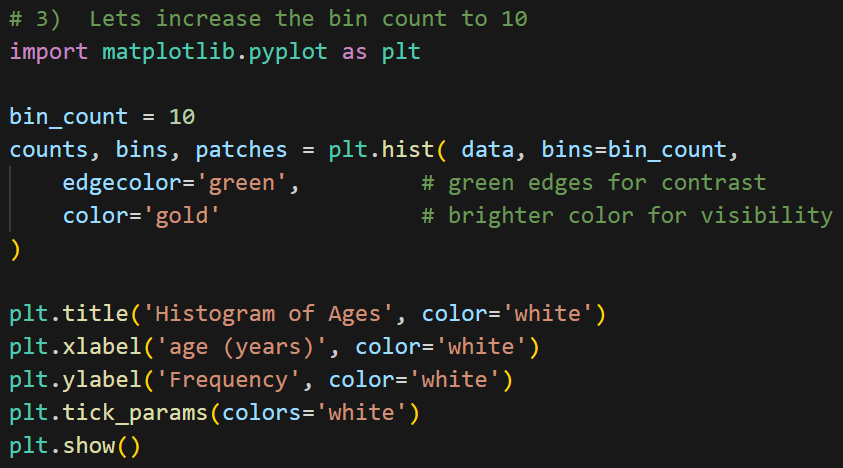 # 3)  Lets increase the bin count to 10
import matplotlib.pyplot as plt
bin_count = 10
counts, bins, patches = plt.hist( data, bins=bin_count,
    edgecolor='green',         # green edges for contrast
    color='gold'               # brighter color for visibility
)
plt.title('Histogram of Ages', color='white')
plt.xlabel('age (years)', color='white')
plt.ylabel('Frequency', color='white')
plt.tick_params(colors='white')
plt.show()